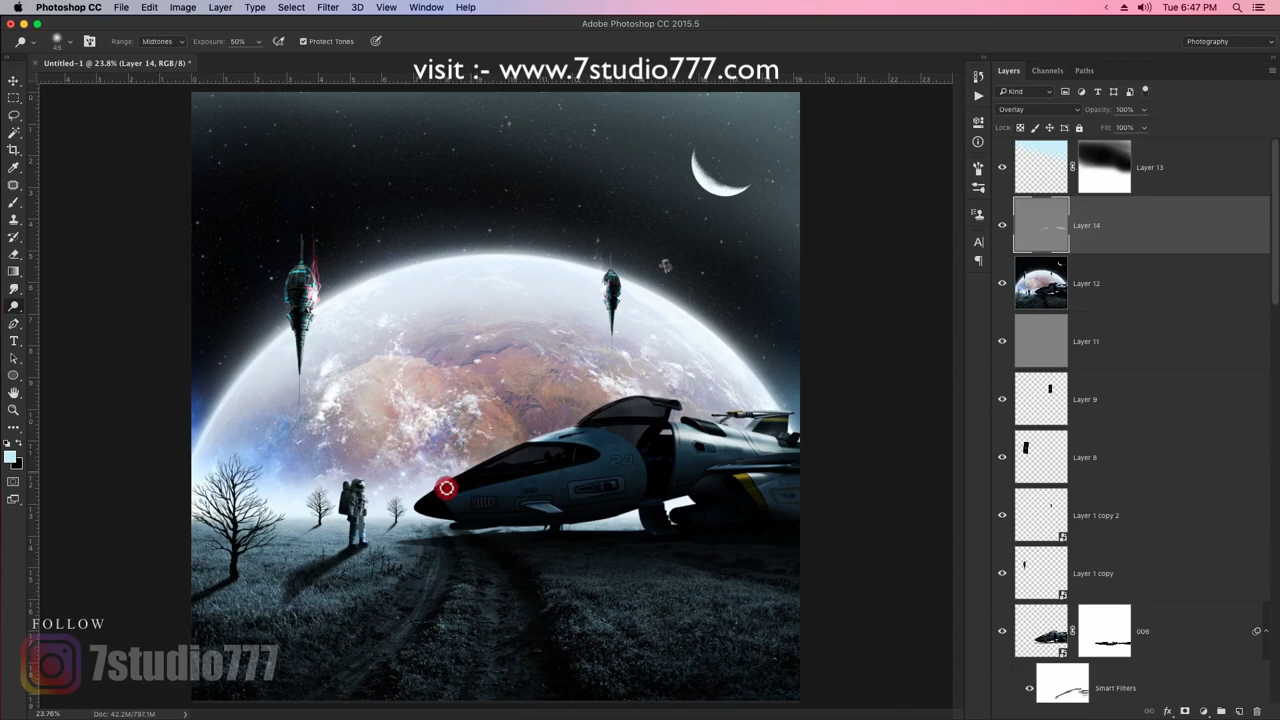 Photoshop CC File Edit Image Layer Type Select Filter 3D View Window Help
Tue 6:47 PM
Adobe Photoshop CC 2015.5
45 Range: Midtones Exposure: 50% Protect Tones
Photography
Untitled-1 @ 23.8% (Layer 14, RGB/8) *
visit :- www.7studio777.com
Layers Channels Paths
Kind
Overlay Opacity: 100%
Lock: Fill: 100%
Layer 13
Layer 14
Layer 12
Layer 11
Layer 9
Layer 8
Layer 1 copy 2
Layer 1 copy
006
Smart Filters
FOLLOW
7studio777
23.76% Doc: 42.2M/797.1M